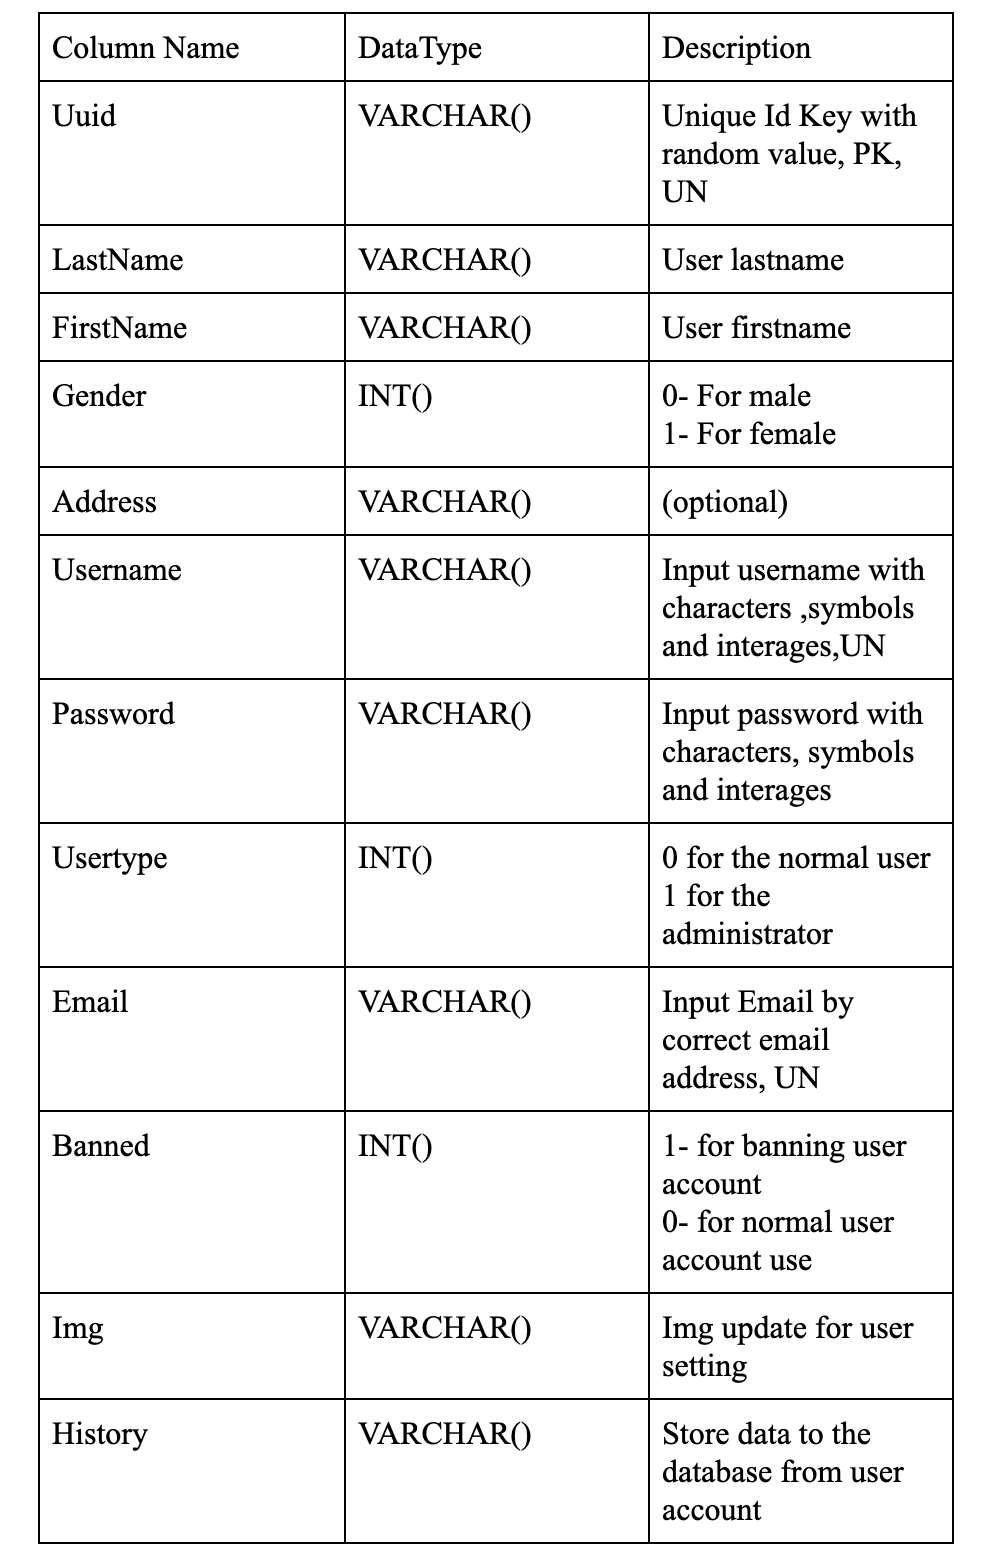 Column Name DataType Description
Uuid VARCHAR() Unique Id Key with
random value, PK,
UN
LastName VARCHAR() User lastname
FirstName VARCHAR() User firstname
Gender INT() 0- For male
1- For female
Address VARCHAR() (optional)
Username VARCHAR() Input username with
characters ,symbols
and interages,UN
Password VARCHAR() Input password with
characters, symbols
and interages
Usertype INT() 0 for the normal user
1 for the
administrator
Email VARCHAR() Input Email by
correct email
address, UN
Banned INT() 1- for banning user
account
0- for normal user
account use
Img VARCHAR() Img update for user
setting
History VARCHAR() Store data to the
database from user
account